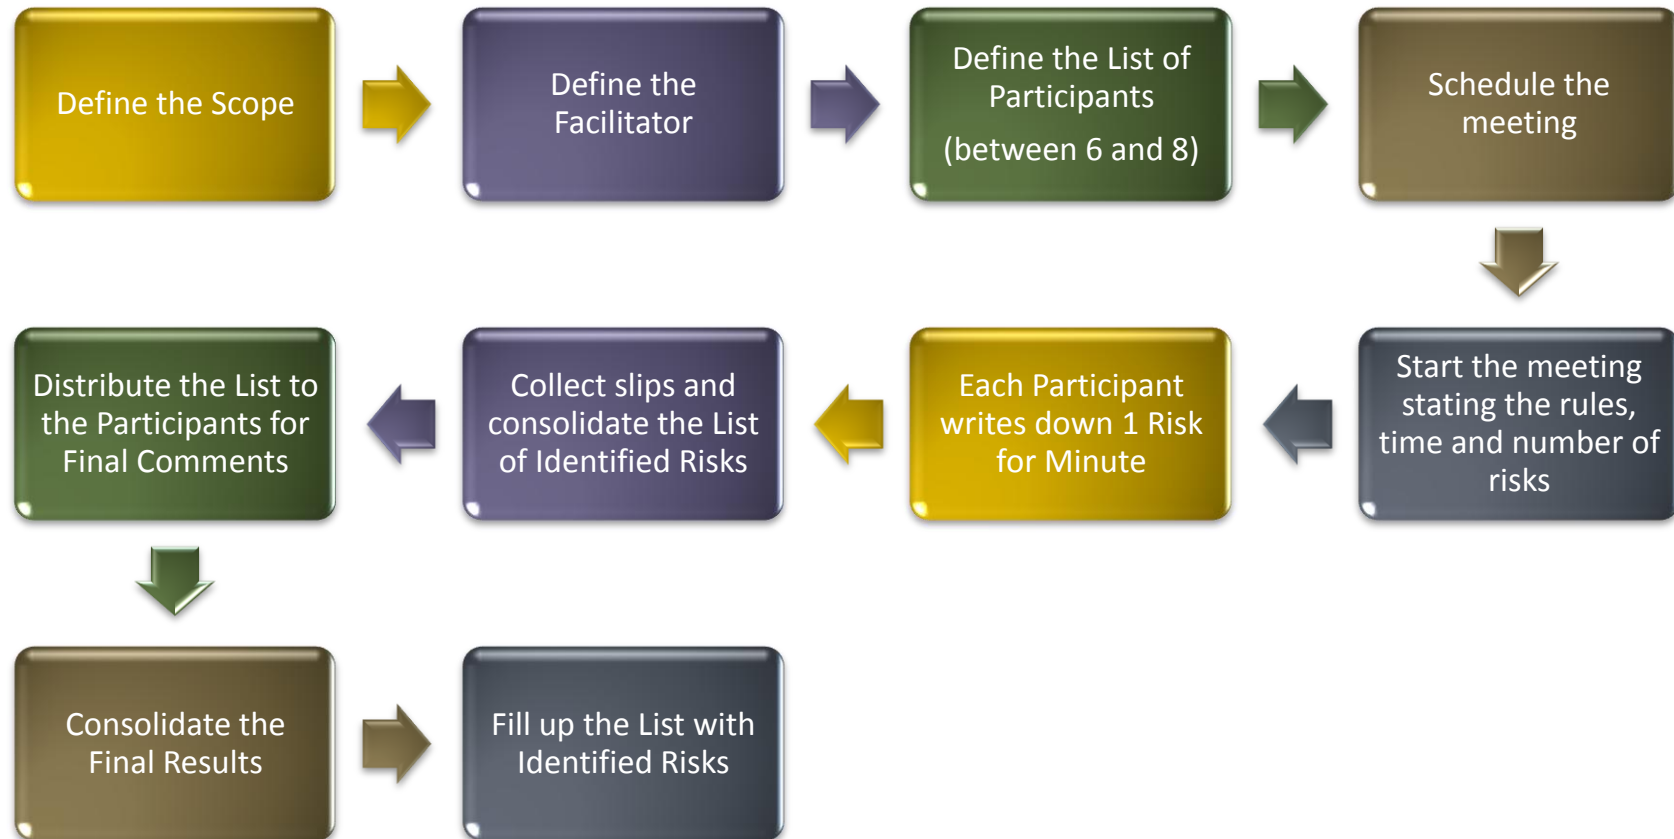 Define the Scope
Define the
Facilitator
Define the List of
Participants
(between 6 and 8)
Schedule the
meeting
Start the meeting
stating the rules,
time and number of
risks
Each Participant
writes down 1 Risk
for Minute
Collect slips and
consolidate the List
of Identified Risks
Distribute the List to
the Participants for
Final Comments
Consolidate the
Final Results
Fill up the List with
Identified Risks